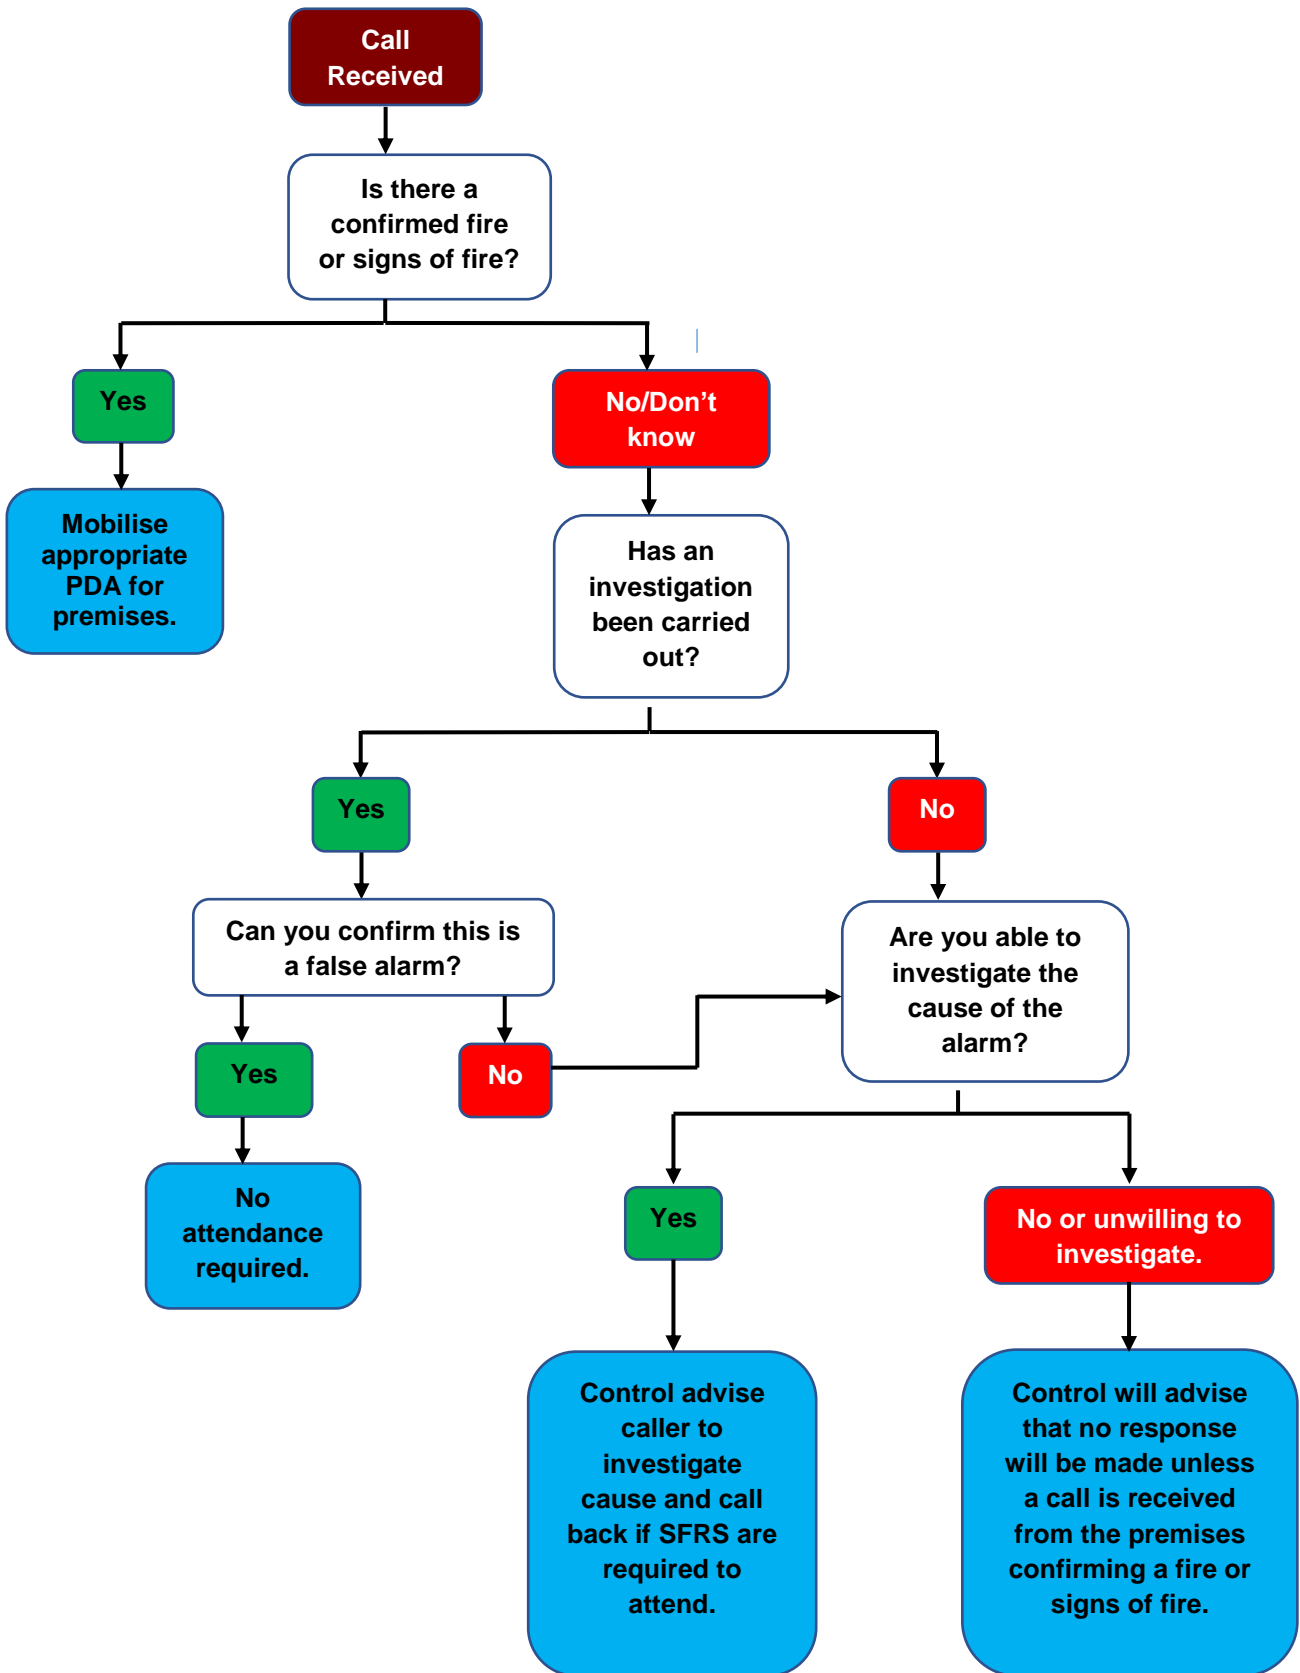 Call
Received
Is there a
confirmed fire
or signs of fire?
Yes
No/Don’t
know
Mobilise
appropriate
PDA for
premises.
Has an
investigation
been carried
out?
Yes
No
Can you confirm this is
a false alarm?
Are you able to
investigate the
cause of the
alarm?
Yes
No
No
attendance
required.
Yes
No or unwilling to
investigate.
Control advise
caller to
investigate
cause and call
back if SFRS are
required to
attend.
Control will advise
that no response
will be made unless
a call is received
from the premises
confirming a fire or
signs of fire.